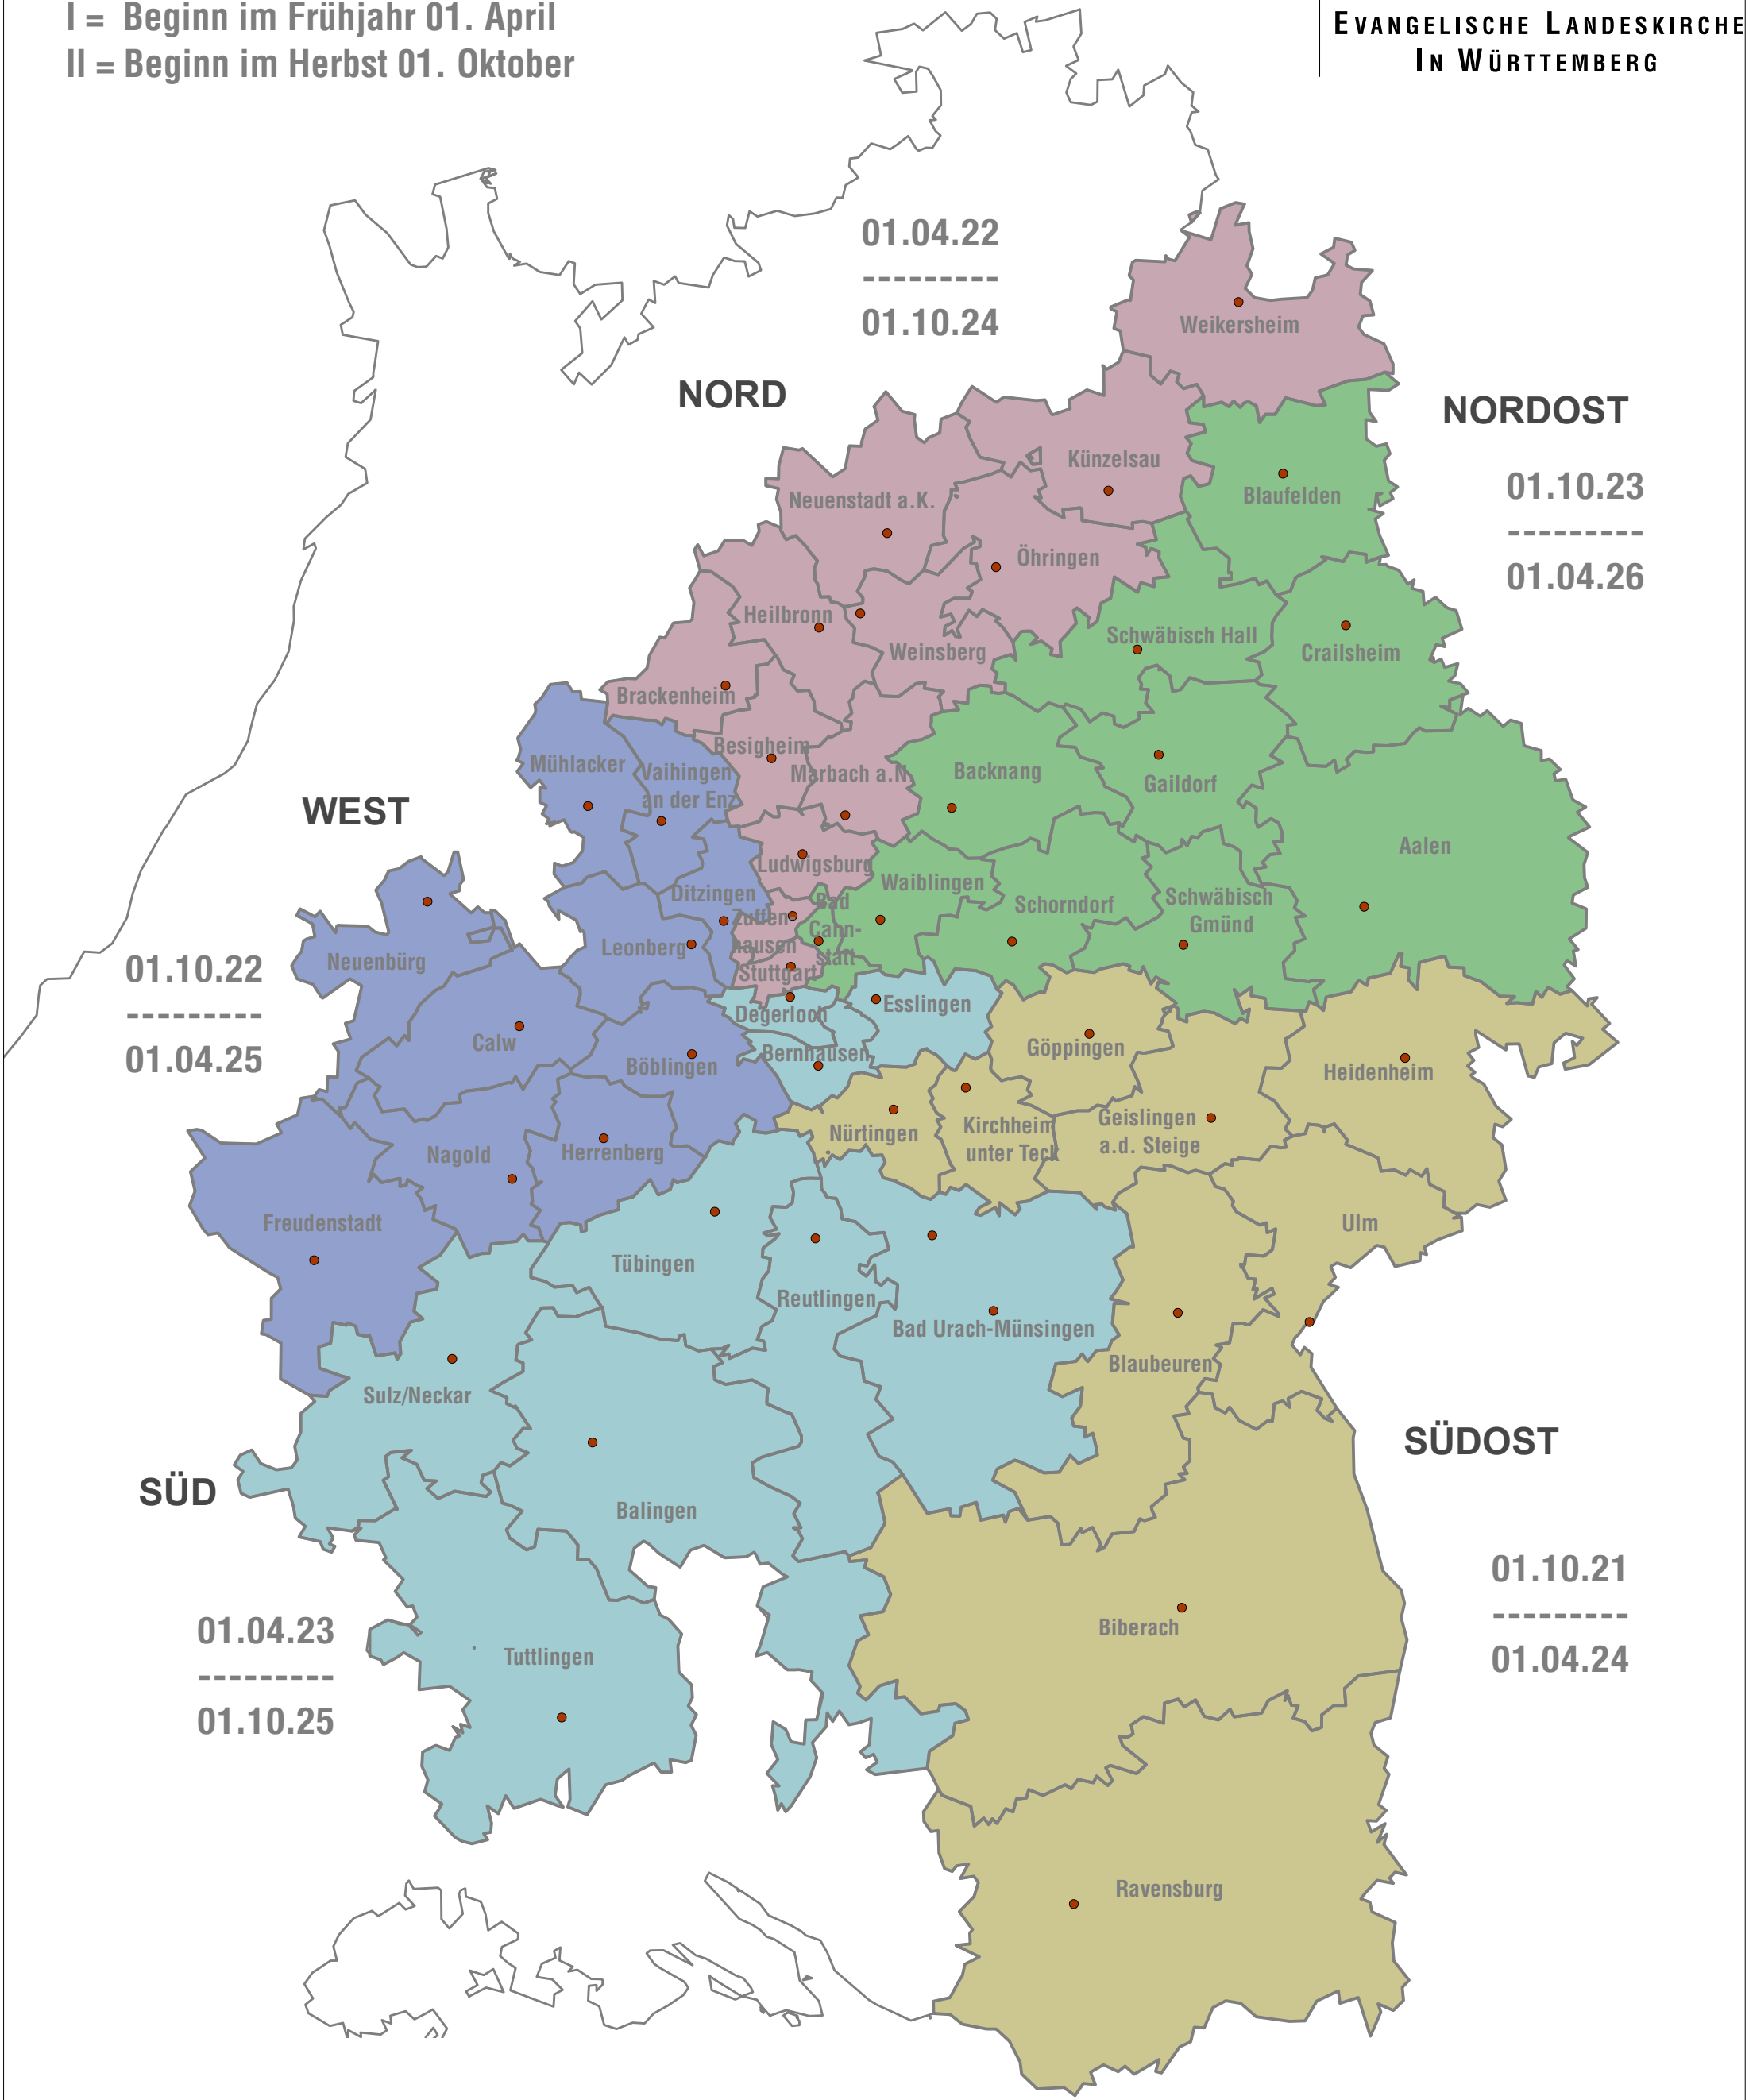 I = Beginn im Frühjahr 01. April
II = Beginn im Herbst 01. Oktober
EVANGELISCHE LANDESKIRCHE
IN WÜRTTEMBERG
01.04.22
---------
01.10.24
NORD
Weikersheim
NORDOST
01.10.23
---------
01.04.26
Künzelsau
Neuenstadt a.K.
Blaufelden
Öhringen
Heilbronn
Weinsberg
Schwäbisch Hall
Crailsheim
Brackenheim
Besigheim
Mühlacker
Vaihingen
an der Enz
Marbach a.N.
Backnang
Gaildorf
WEST
Aalen
Ludwigsburg
Waiblingen
Ditzingen
Schorndorf
Schwäbisch
Gmünd
Bad
Cann-
statt
Zuffen-
hausen
Leonberg
Stuttgart
Neuenbürg
01.10.22
---------
01.04.25
Esslingen
Degerloch
Calw
Böblingen
Bernhausen
Göppingen
Heidenheim
Nürtingen
Kirchheim
unter Teck
Geislingen
a.d. Steige
Nagold
Herrenberg
Freudenstadt
Ulm
Tübingen
Reutlingen
Bad Urach-Münsingen
Blaubeuren
Sulz/Neckar
SÜDOST
SÜD
Balingen
01.10.21
---------
01.04.24
Biberach
01.04.23
---------
01.10.25
Tuttlingen
Ravensburg